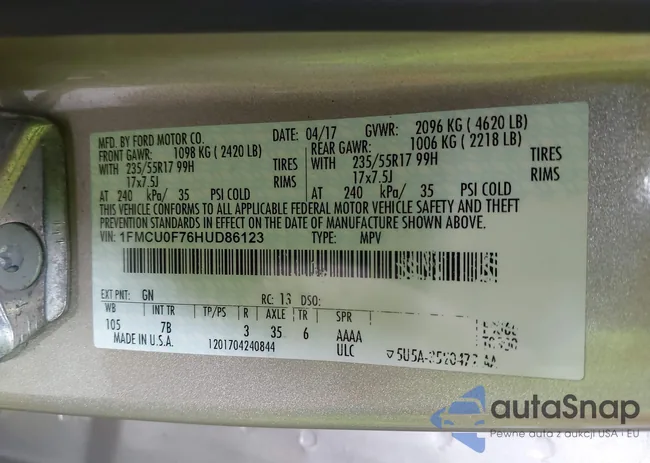 MFD. BY FORD MOTOR CO.
DATE: 04/17 GVWR: 2096 KG ( 4620 LB)
FRONT GAWR: 1098 KG ( 2420 LB) REAR GAWR: 1006 KG ( 2218 LB)
WITH 235/55R17 99H TIRES WITH 235/55R17 99H TIRES
17x7.5J RIMS 17x7.5J RIMS
AT 240 kPa/ 35 PSI COLD AT 240 kPa/ 35 PSI COLD
THIS VEHICLE CONFORMS TO ALL APPLICABLE FEDERAL MOTOR VEHICLE SAFETY AND THEFT
PREVENTION STANDARDS IN EFFECT ON THE DATE OF MANUFACTURE SHOWN ABOVE.
VIN: 1FMCU0F76HUD86123 TYPE: MPV
EXT PNT: GN RC: 13 DSO:
WB INT TR TP/PS R AXLE TR SPR
105 7B 3 35 6 AAAA
MADE IN U.S.A. 1201704240844 ULC
autaSnap
Pewne auta z aukcji USA i EU